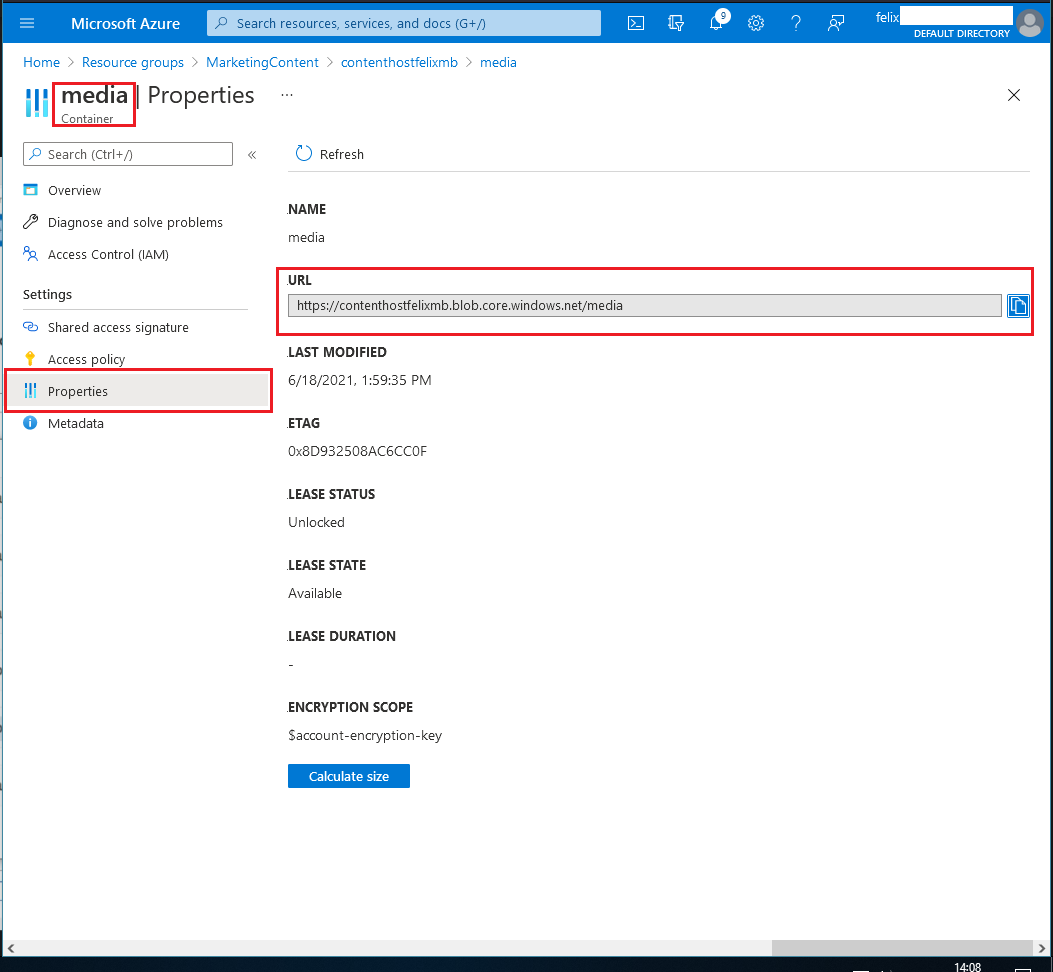 Microsoft Azure
Search resources, services, and docs (G+/)
9
felix
DEFAULT DIRECTORY
Home > Resource groups > MarketingContent > contenthostfelixmb > media
media | Properties ...
Container
Search (Ctrl+/)
«
Refresh
Overview
Diagnose and solve problems
Access Control (IAM)
Settings
Shared access signature
Access policy
Properties
Metadata
NAME
media
URL
https://contenthostfelixmb.blob.core.windows.net/media
LAST MODIFIED
6/18/2021, 1:59:35 PM
ETAG
0x8D932508AC6CC0F
LEASE STATUS
Unlocked
LEASE STATE
Available
LEASE DURATION
-
ENCRYPTION SCOPE
$account-encryption-key
Calculate size
14:08